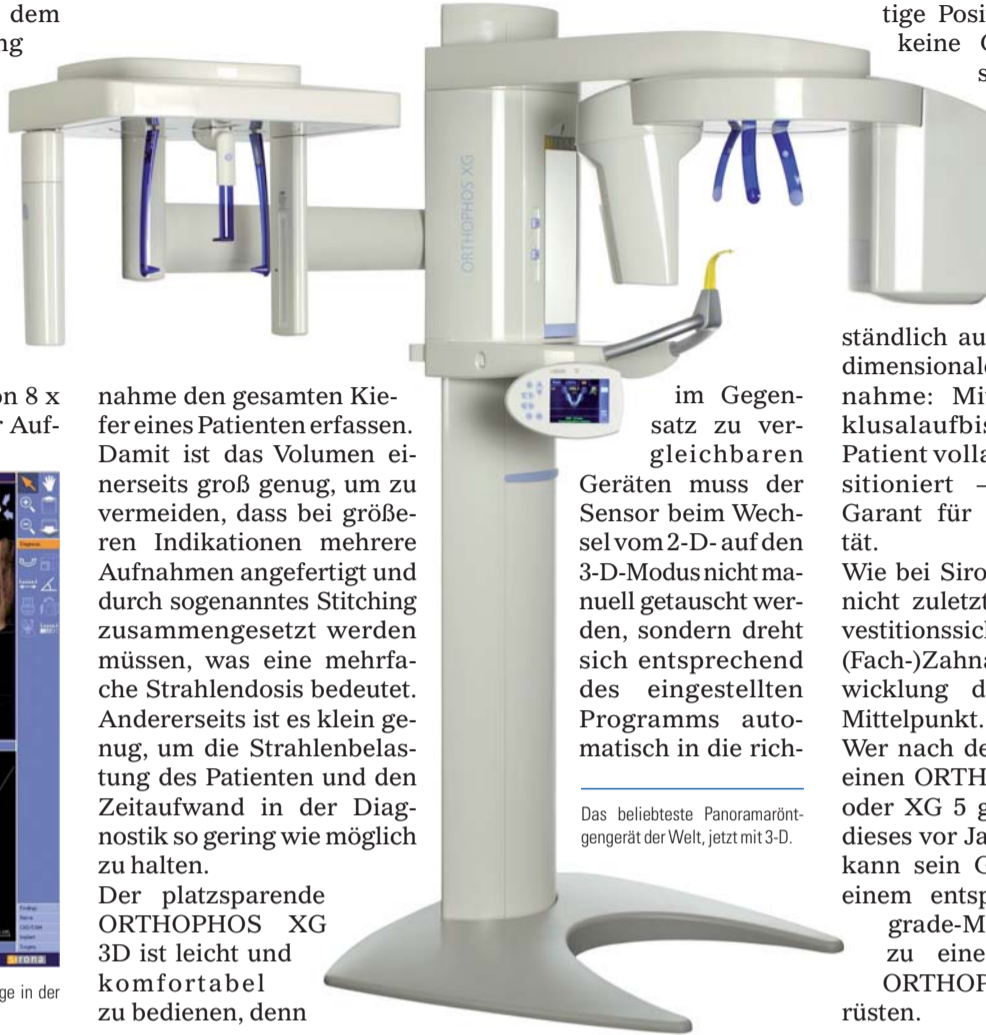 dem
ng
on 8 x
r Auf-
Diagnosis
Findings
Nerve
CAD/CAM
Implant
Surgery
sirona
ge in der
nahme den gesamten Kie-
fer eines Patienten erfassen.
Damit ist das Volumen ei-
nerseits groß genug, um zu
vermeiden, dass bei größe-
ren Indikationen mehrere
Aufnahmen angefertigt und
durch sogenanntes Stitching
zusammengesetzt werden
müssen, was eine mehrfa-
che Strahlendosis bedeutet.
Andererseits ist es klein ge-
nug, um die Strahlenbelas-
tung des Patienten und den
Zeitaufwand in der Diag-
nostik so gering wie möglich
zu halten.
Der platzsparende
ORTHOPHOS XG
3D ist leicht und
komfortabel
zu bedienen, denn
ORTHOPHOS XG
sirona
im Gegen-
satz zu ver-
gleichbaren
Geräten muss der
Sensor beim Wech-
sel vom 2-D- auf den
3-D-Modus nicht ma-
nuell getauscht wer-
den, sondern dreht
sich entsprechend
des eingestellten
Programms auto-
matisch in die rich-
Das beliebteste Panoramarönt-
gengerät der Welt, jetzt mit 3-D.
tige Posi
keine
s
ständlich au
dimensional
nahme: Mi
klusalaufbis
Patient volla
sitioniert –
Garant für
tät.
Wie bei Siro
nicht zuletzt
vestitionssich
(Fach-)Zahna
wicklung d
Mittelpunkt.
Wer nach de
einen ORTH
oder XG 5 g
dieses vor Ja
kann sein G
einem entsp
grade-M
zu eine
ORTHOP
rüsten.